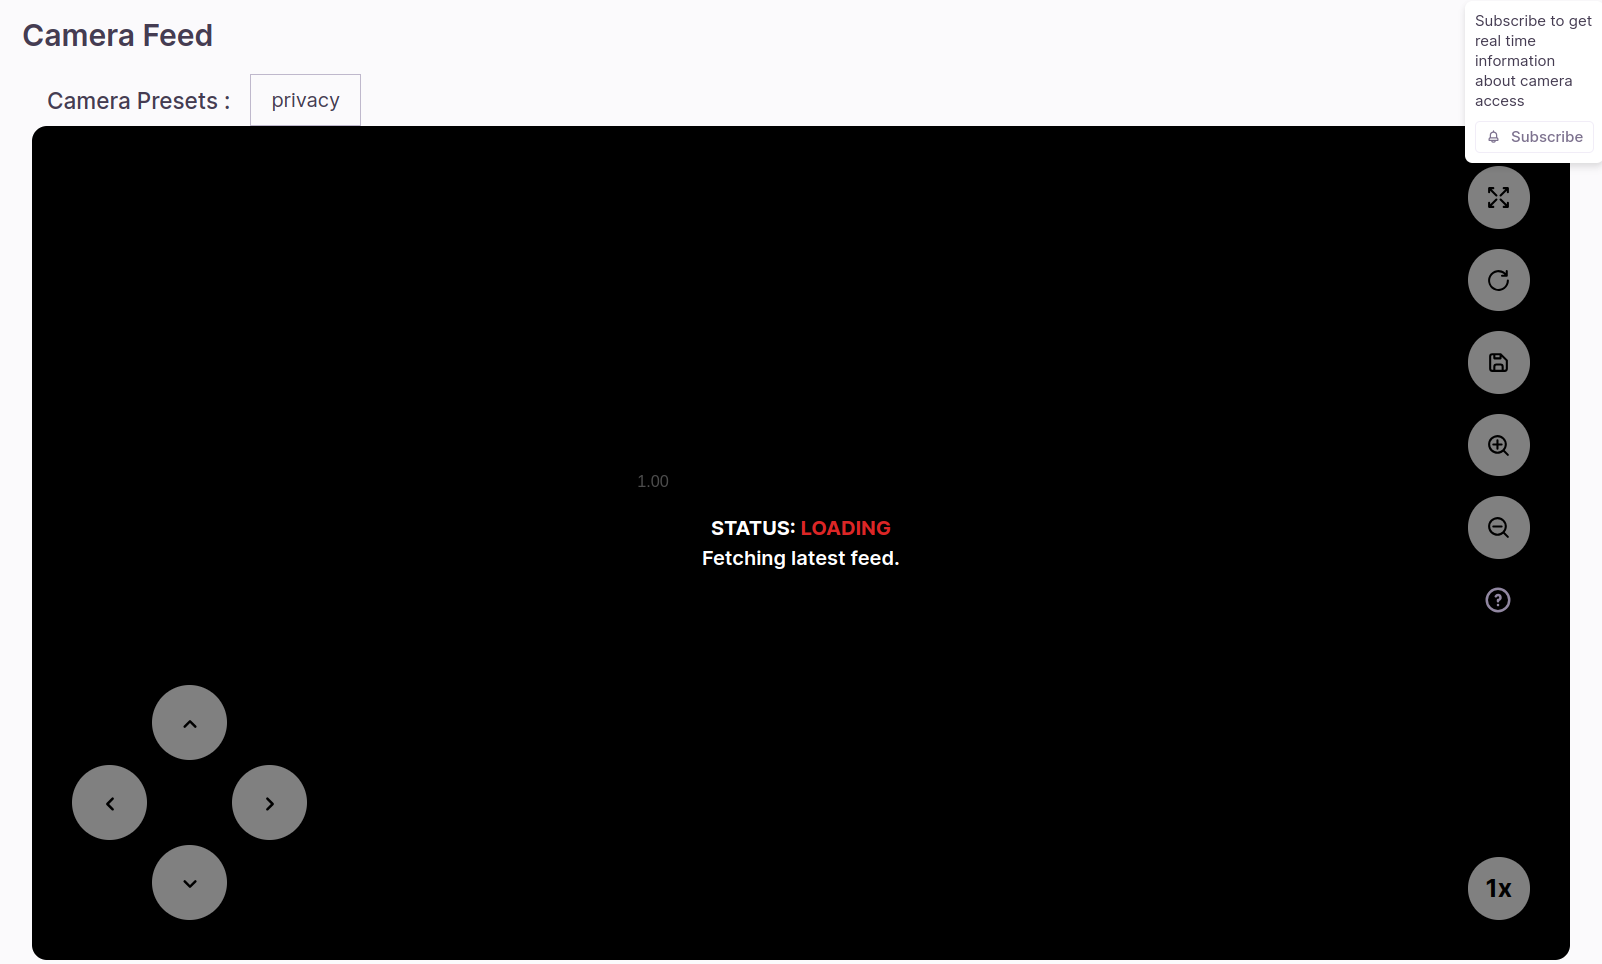 Camera Feed
Subscribe to get
real time
information
about camera
access
Subscribe
Camera Presets :
privacy
1.00
STATUS: LOADING
Fetching latest feed.
?
1x